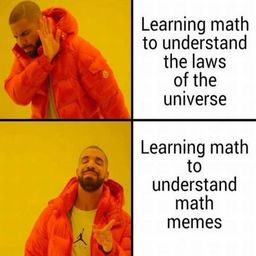 Learning math
to understand
the laws
of the
universe
Learning math
to
understand
math
memes